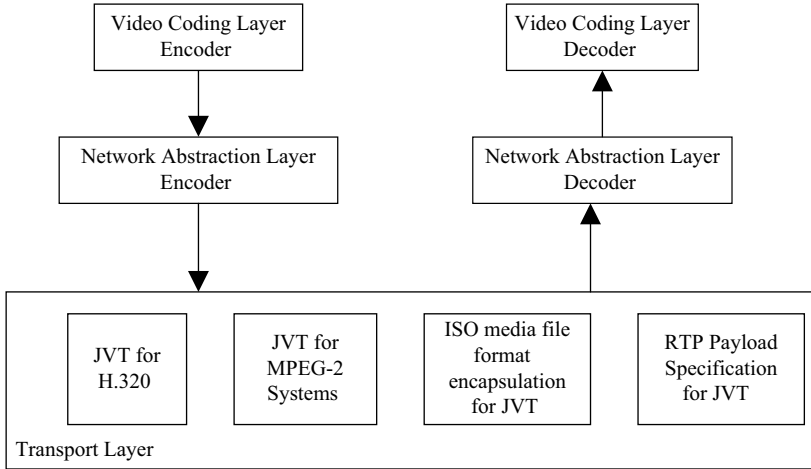 Video Coding Layer
Encoder
Video Coding Layer
Decoder
Network Abstraction Layer
Encoder
Network Abstraction Layer
Decoder
JVT for
H.320
JVT for
MPEG-2
Systems
ISO media file
format
encapsulation
for JVT
RTP Payload
Specification
for JVT
Transport Layer